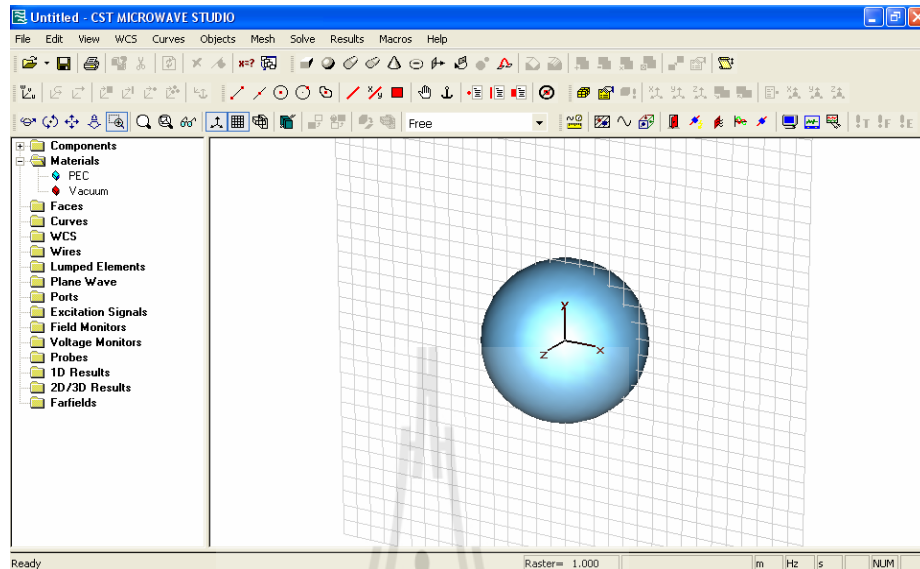 Untitled - CST MICROWAVE STUDIO
File Edit View WCS Curves Objects Mesh Solve Results Macros Help
Free
Components
Materials
PEC
Vacuum
Faces
Curves
WCS
Wires
Lumped Elements
Plane Wave
Ports
Excitation Signals
Field Monitors
Voltage Monitors
Probes
1D Results
2D/3D Results
Farfields
y
z x
Ready Raster= 1.000 m Hz s NUM